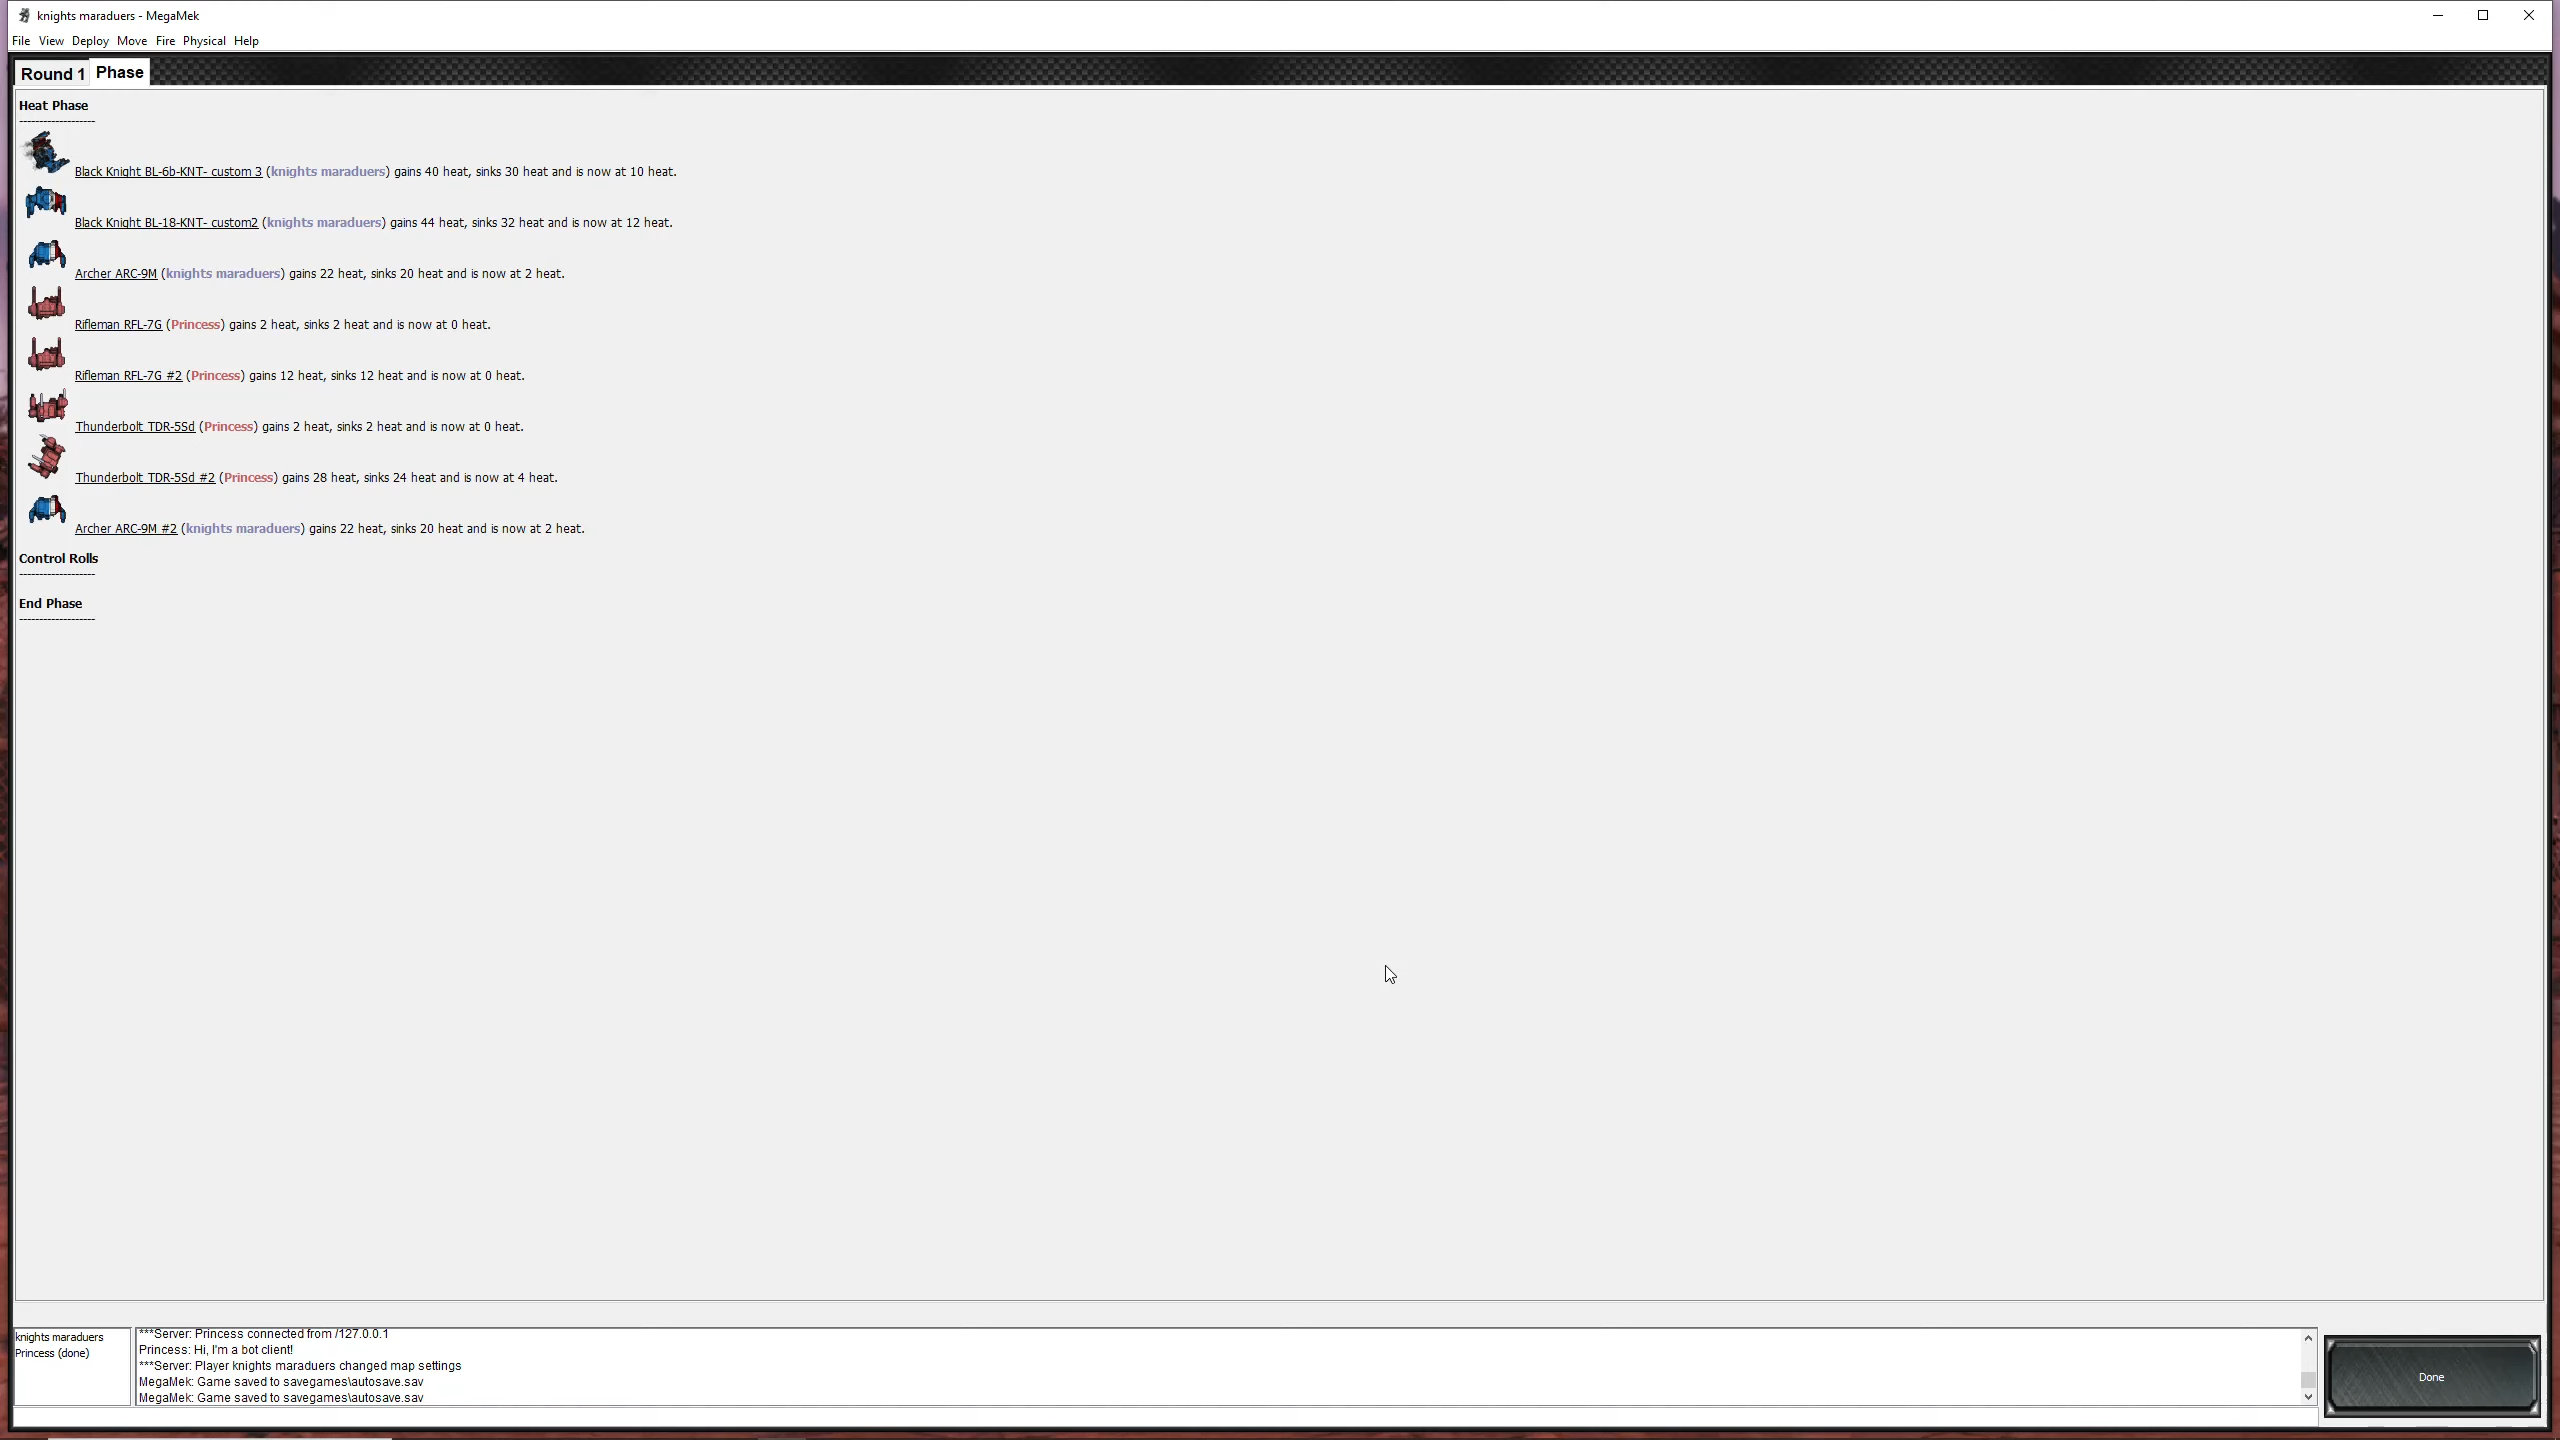 knights maraduers - MegaMek
File View Deploy Move Fire Physical Help
Round 1 Phase
Heat Phase
-------------------
Black Knight BL-6b-KNT- custom 3 (knights maraduers) gains 40 heat, sinks 30 heat and is now at 10 heat.
Black Knight BL-18-KNT- custom2 (knights maraduers) gains 44 heat, sinks 32 heat and is now at 12 heat.
Archer ARC-9M (knights maraduers) gains 22 heat, sinks 20 heat and is now at 2 heat.
Rifleman RFL-7G (Princess) gains 2 heat, sinks 2 heat and is now at 0 heat.
Rifleman RFL-7G #2 (Princess) gains 12 heat, sinks 12 heat and is now at 0 heat.
Thunderbolt TDR-5Sd (Princess) gains 2 heat, sinks 2 heat and is now at 0 heat.
Thunderbolt TDR-5Sd #2 (Princess) gains 28 heat, sinks 24 heat and is now at 4 heat.
Archer ARC-9M #2 (knights maraduers) gains 22 heat, sinks 20 heat and is now at 2 heat.
Control Rolls
-------------------
End Phase
-------------------
knights maraduers
Princess (done)
***Server: Princess connected from /127.0.0.1
Princess: Hi, I'm a bot client!
***Server: Player knights maraduers changed map settings
MegaMek: Game saved to savegames\autosave.sav
MegaMek: Game saved to savegames\autosave.sav
Done